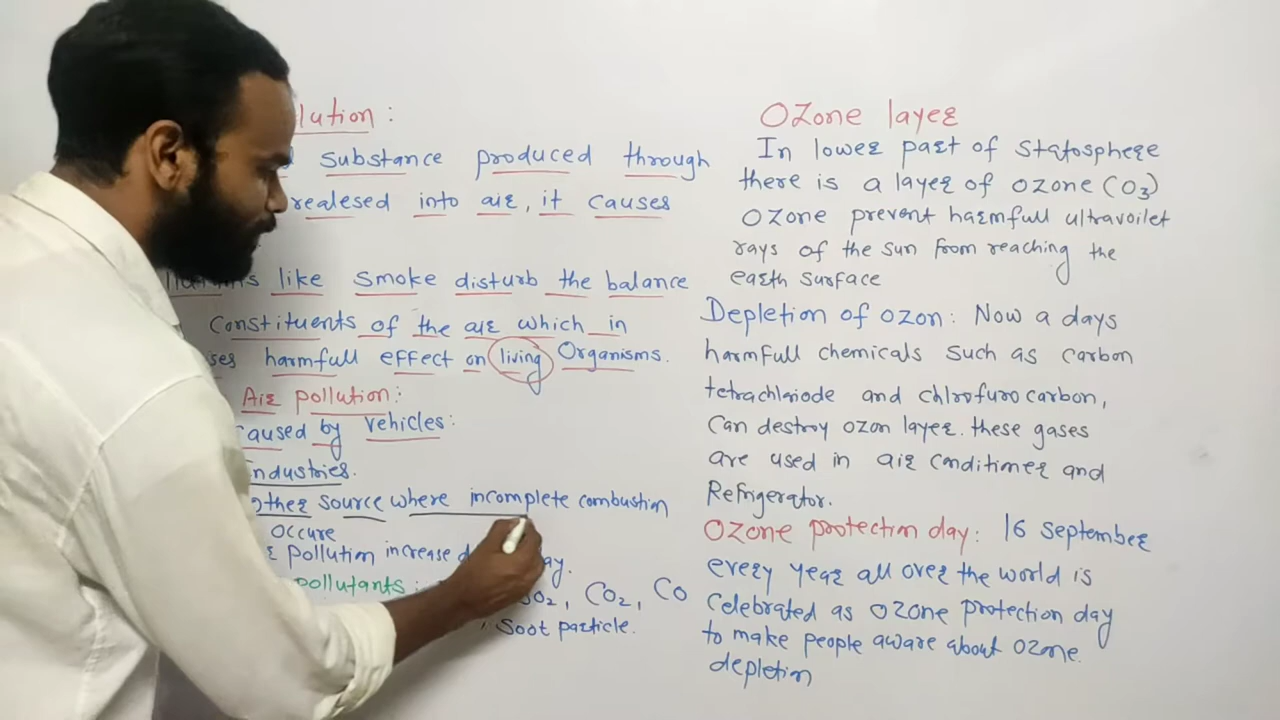 lution :
substance produced through
realesed into air, it causes
like smoke disturb the balance
Constituents of the air which in
ses harmfull effect on living Organisms.
Air pollution :
caused by vehicles :
Industries.
other source where incomplete combustion
Occure
pollution increase day.
pollutants :
SO2, CO2, CO
Soot particle.
OZone layer
In lower part of Statosphere
there is a layer of ozone (O3)
OZone prevent harmfull ultravoilet
rays of the sun from reaching the
earth surface
Depletion of ozon : Now a days
harmfull chemicals such as carbon
tetrachlriode and chlrofuro carbon,
Can destroy ozon layer. these gases
are used in air conditimer and
Refrigerator.
OZone protection day : 16 september
every year all over the world is
Celebrated as OZone protection day
to make people aware about OZone.
depletion